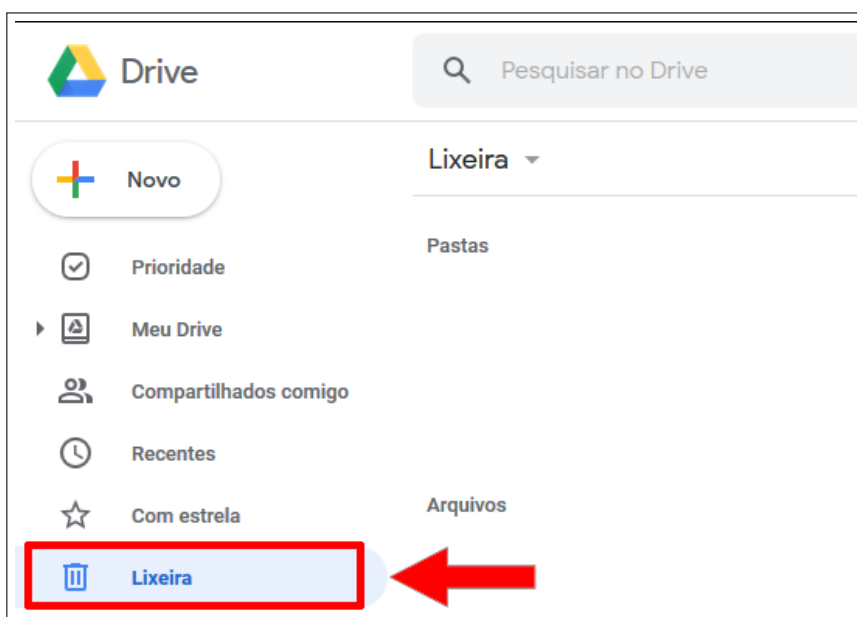 Drive
Pesquisar no Drive
Novo
Lixeira
Prioridade
Pastas
Meu Drive
Compartilhados comigo
Recentes
Com estrela
Arquivos
Lixeira